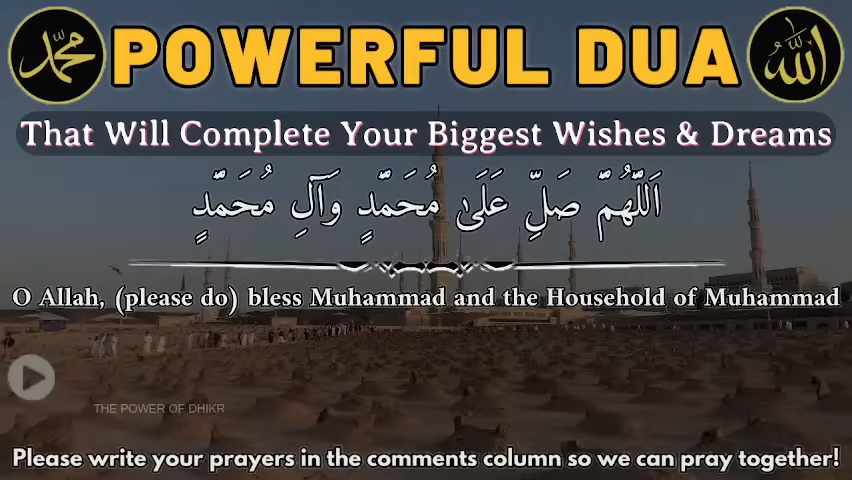 محمد
POWERFUL DUA
الله
That Will Complete Your Biggest Wishes & Dreams
اَللّٰهُمَّ صَلِّ عَلَىٰ مُحَمَّدٍ وَآلِ مُحَمَّدٍ
O Allah, (please do) bless Muhammad and the Household of Muhammad
THE POWER OF DHIKR
Please write your prayers in the comments column so we can pray together!